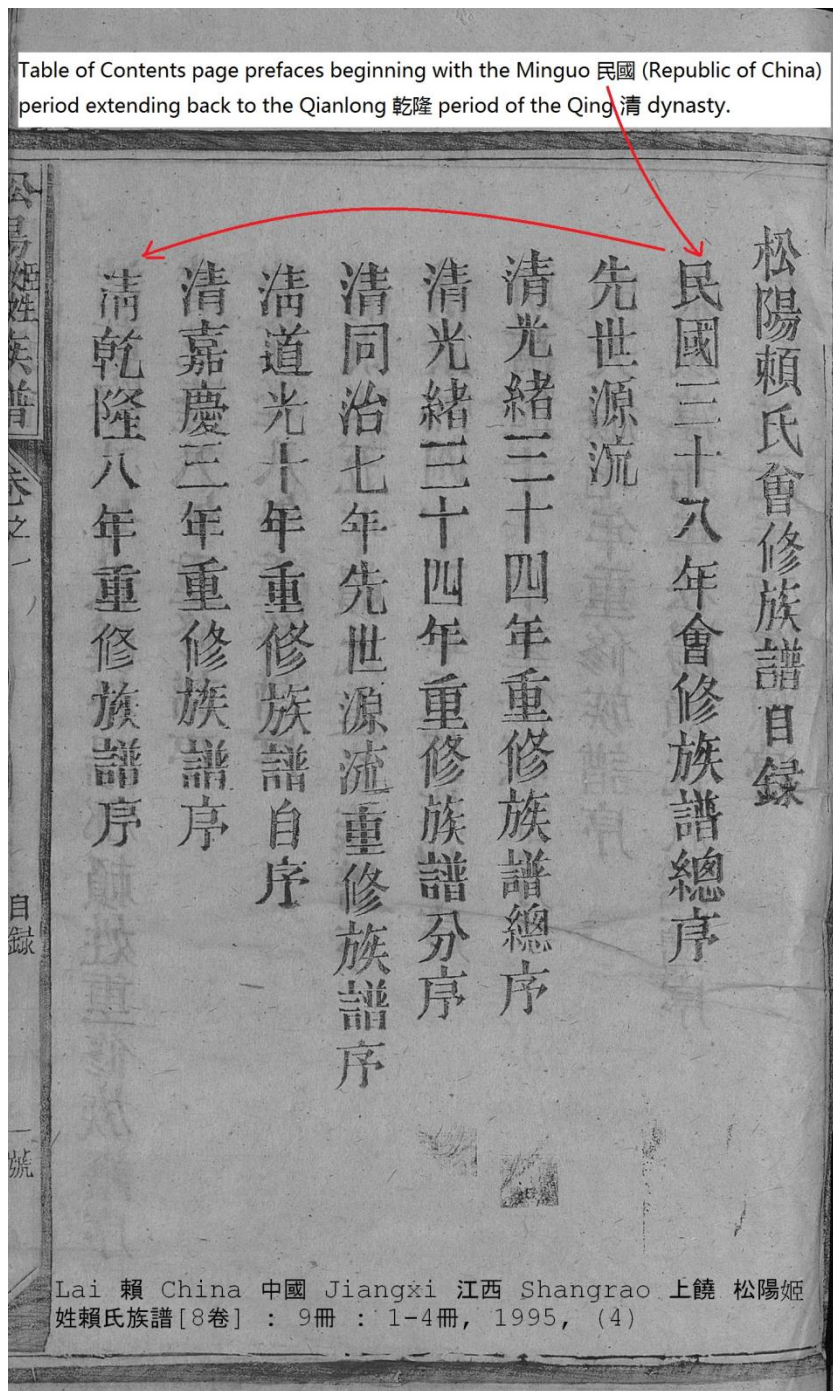 Table of Contents page prefaces beginning with the Minguo 民國 (Republic of China)
period extending back to the Qianlong 乾隆 period of the Qing 清 dynasty.
松陽賴氏會修族譜目録
民國三十八年會修族譜總序
先世源流
清光緒三十四年重修族譜總序
清光緒三十四年重修族譜分序
清同治七年先世源流重修族譜序
清道光十年重修族譜自序
清嘉慶三年重修族譜序
清乾隆八年重修族譜序
松陽姬姓族譜
卷之一
目録
一號
Lai 賴 China 中國 Jiangxi 江西 Shangrao 上饒 松陽姬
姓賴氏族譜[8卷] : 9冊 : 1-4冊, 1995, (4)